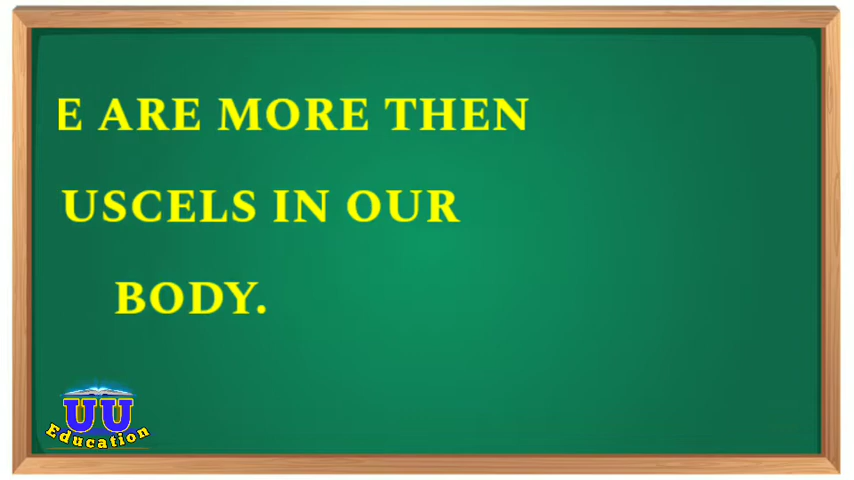 E ARE MORE THEN
USCELS IN OUR
BODY.
UU
Education